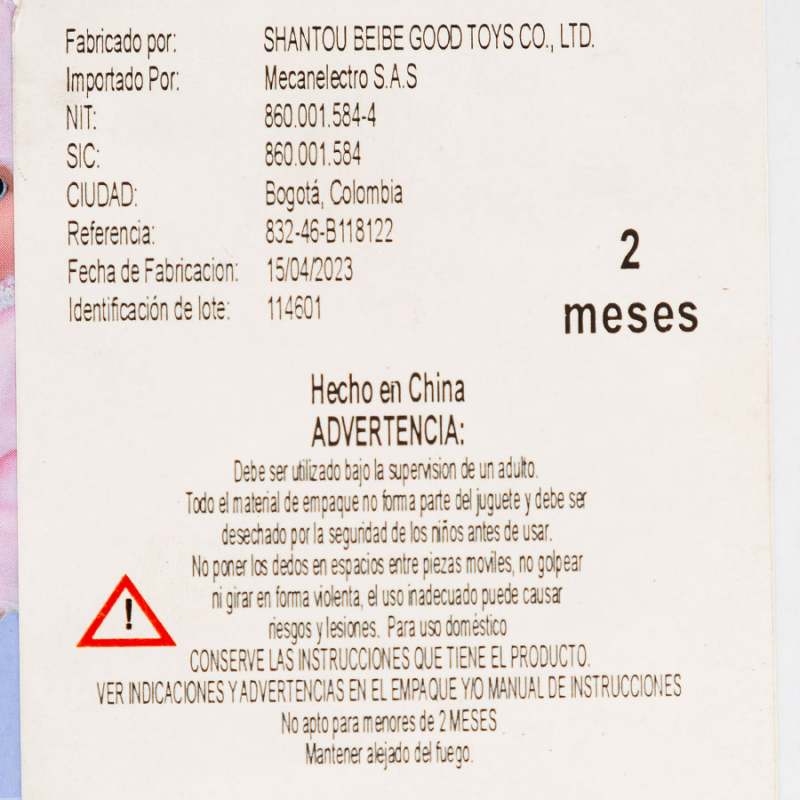 Fabricado por: SHANTOU BEIBE GOOD TOYS CO., LTD.
Importado Por: Mecanelectro S.A.S
NIT: 860.001.584-4
SIC: 860.001.584
CIUDAD: Bogotá, Colombia
Referencia: 832-46-B118122
Fecha de Fabricacion: 15/04/2023
Identificación de lote: 114601
2
meses
Hecho en China
ADVERTENCIA:
Debe ser utilizado bajo la supervision de un adulto.
Todo el material de empaque no forma parte del juguete y debe ser
desechado por la seguridad de los niños antes de usar.
No poner los dedos en espacios entre piezas moviles, no golpear
ni girar en forma violenta, el uso inadecuado puede causar
riesgos y lesiones. Para uso doméstico
!
CONSERVE LAS INSTRUCCIONES QUE TIENE EL PRODUCTO.
VER INDICACIONES Y ADVERTENCIAS EN EL EMPAQUE Y/O MANUAL DE INSTRUCCIONES
No apto para menores de 2 MESES
Mantener alejado del fuego.